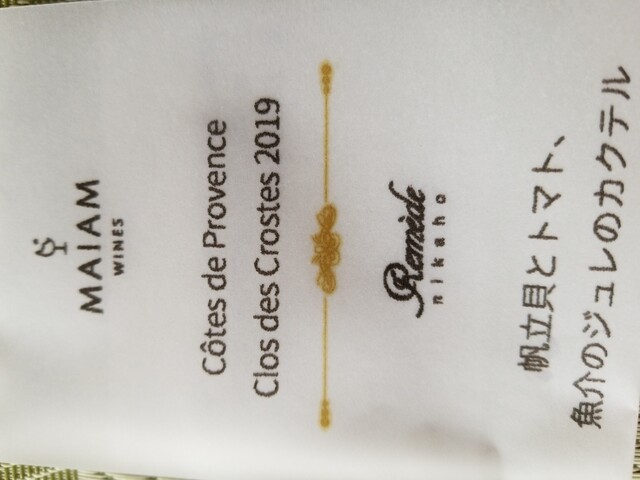 MAIAM
WINES
Côtes de Provence
Clos des Crostes 2019
Remède
nikaho
帆立貝とトマト、
魚介のジュレのカクテル